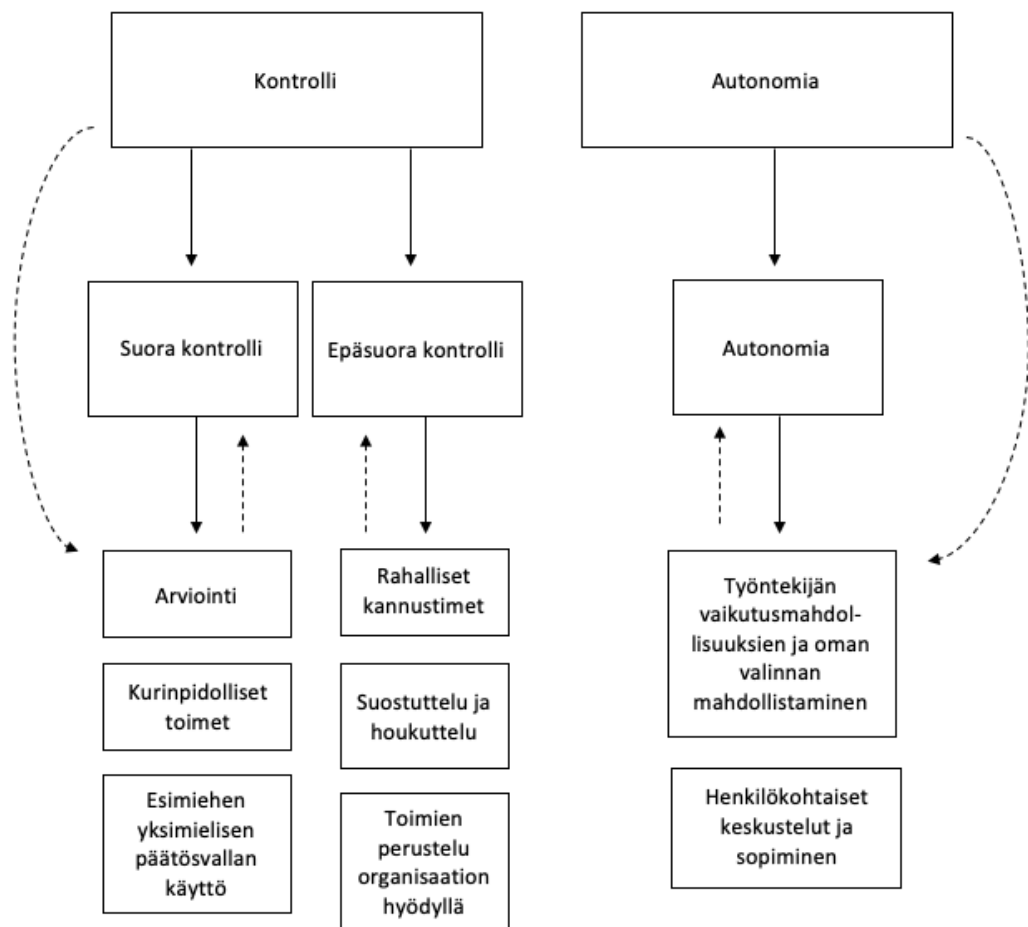 Kontrolli
Autonomia
Suora kontrolli
Epäsuora kontrolli
Autonomia
Arviointi
Kurinpidolliset
toimet
Esimiehen
yksimielisen
päätösvallan
käyttö
Rahalliset
kannustimet
Suostuttelu ja
houkuttelu
Toimien
perustelu
organisaation
hyödyllä
Työntekijän
vaikutusmahdol-
lisuuksien ja oman
valinnan
mahdollistaminen
Henkilökohtaiset
keskustelut ja
sopiminen